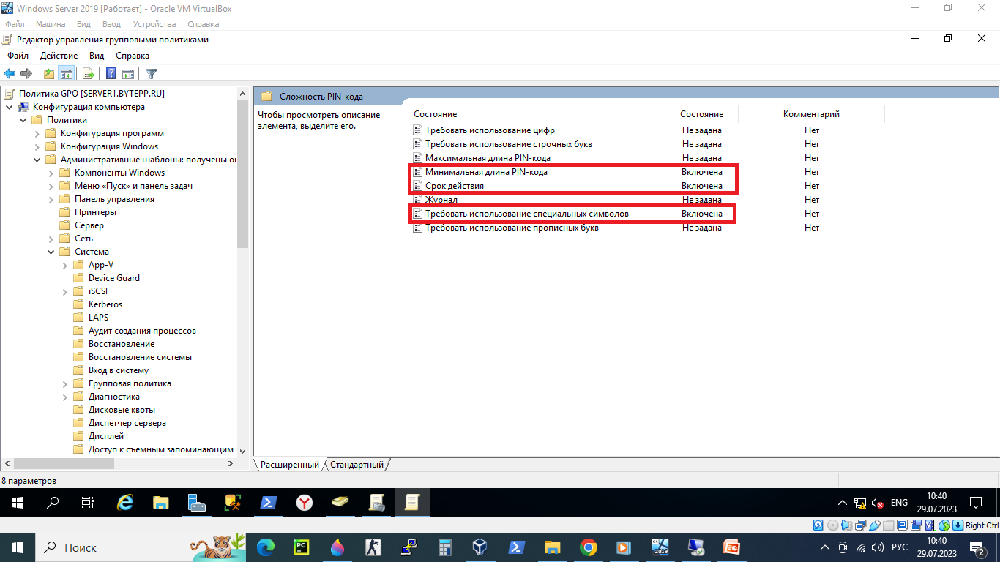 Windows Server 2019 [Работает] - Oracle VM VirtualBox
Файл Машина Вид Ввод Устройства Справка
Редактор управления групповыми политиками
Файл Действие Вид Справка
Политика GPO [SERVER1.BYTEPP.RU]
Конфигурация компьютера
Политики
Конфигурация программ
Конфигурация Windows
Административные шаблоны: получены ог
Компоненты Windows
Меню «Пуск» и панель задач
Панель управления
Принтеры
Сервер
Сеть
Система
App-V
Device Guard
iSCSI
Kerberos
LAPS
Аудит создания процессов
Восстановление
Восстановление системы
Вход в систему
Групповая политика
Диагностика
Дисковые квоты
Диспетчер сервера
Дисплей
Доступ к съемным запоминающим
Сложность PIN-кода
Чтобы просмотреть описание
элемента, выделите его.
Состояние Состояние Комментарий
Требовать использование цифр Не задана Нет
Требовать использование строчных букв Не задана Нет
Максимальная длина PIN-кода Не задана Нет
Минимальная длина PIN-кода Включена Нет
Срок действия Включена Нет
Журнал Не задана Нет
Требовать использование специальных символов Включена Нет
Требовать использование прописных букв Не задана Нет
Расширенный Стандартный
8 параметров
ENG
10:40
29.07.2023
Right Ctrl
Поиск
PC
2019
РУС
10:40
29.07.2023
2